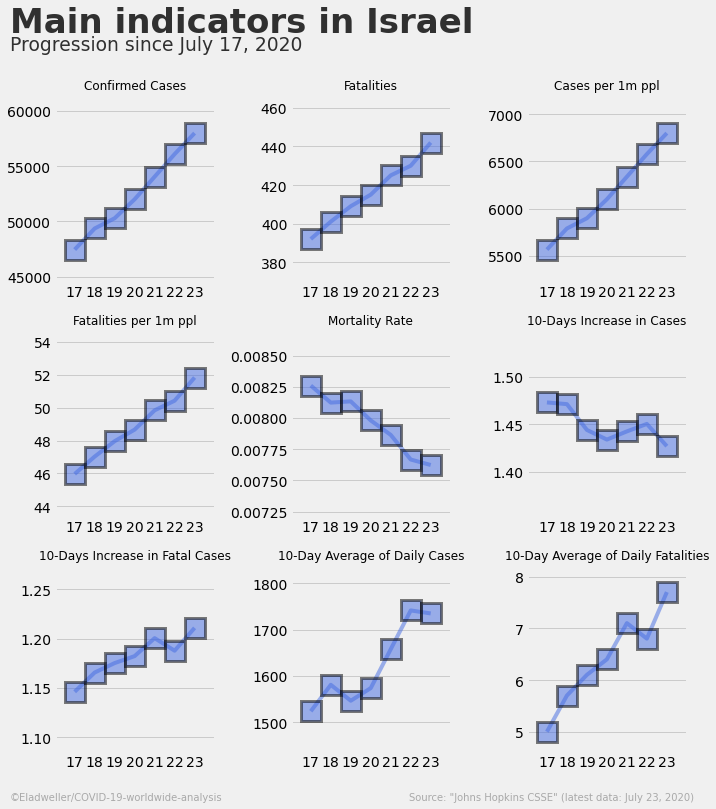 Main indicators in Israel
Progression since July 17, 2020
Confirmed Cases
60000
55000
50000
45000
17 18 19 20 21 22 23
Fatalities
460
440
420
400
380
17 18 19 20 21 22 23
Cases per 1m ppl
7000
6500
6000
5500
17 18 19 20 21 22 23
Fatalities per 1m ppl
54
52
50
48
46
44
17 18 19 20 21 22 23
Mortality Rate
0.00850
0.00825
0.00800
0.00775
0.00750
0.00725
17 18 19 20 21 22 23
10-Days Increase in Cases
1.50
1.45
1.40
17 18 19 20 21 22 23
10-Days Increase in Fatal Cases
1.25
1.20
1.15
1.10
17 18 19 20 21 22 23
10-Day Average of Daily Cases
1800
1700
1600
1500
17 18 19 20 21 22 23
10-Day Average of Daily Fatalities
8
7
6
5
17 18 19 20 21 22 23
©Eladweller/COVID-19-worldwide-analysis
Source: "Johns Hopkins CSSE" (latest data: July 23, 2020)